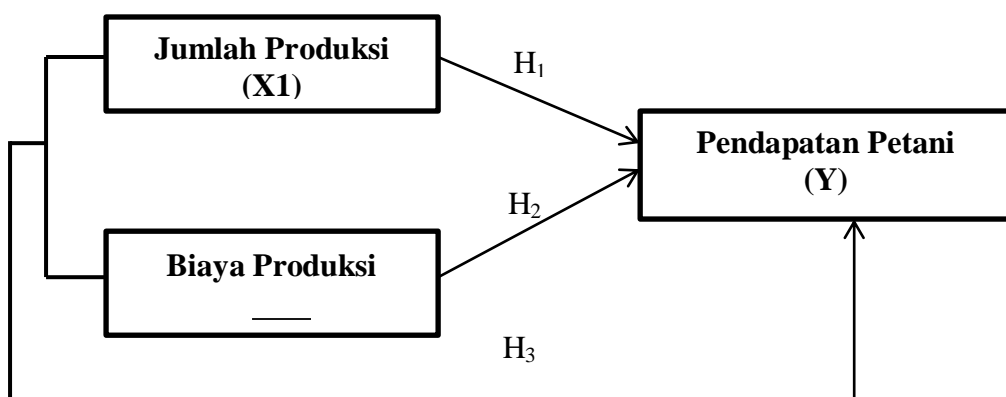 Jumlah Produksi
(X1)
H₁
Pendapatan Petani
(Y)
H₂
Biaya Produksi
H₃